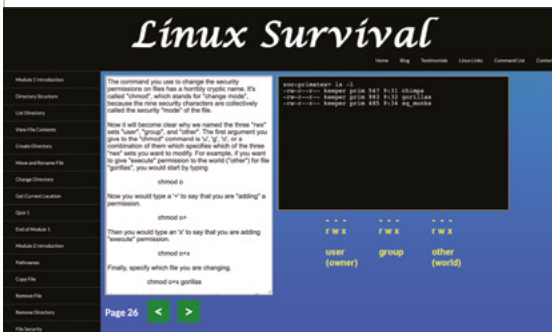 Linux Survival
Home Blog Testimonials Linux Links Command List Contact
Module 1 Introduction
Directory Structure
List Directory
View File Contents
Create Directory
Move and Rename File
Change Directory
Get Current Location
Quiz 1
End of Module 1
Module 2 Introduction
Pathnames
Copy File
Remove File
Remove Directory
File Security
The command you use to change the security
permissions on files has a horribly cryptic name. It's
called "chmod", which stands for "change mode",
because the nine security characters are collectively
called the security "mode" of the file.
Now it will become clear why we named the three "rwx"
sets "user", "group", and "other". The first argument you
give to the "chmod" command is 'u', 'g', 'o', or a
combination of them which specifies which of the three
"rwx" sets you want to modify. For example, if you want
to give "execute" permission to the world ("other") for file
"gorillas", you would start by typing
chmod o
Now you would type a '+' to say that you are "adding" a
permission.
chmod o+
Then you would type an 'x' to say that you are adding
"execute" permission.
chmod o+x
Finally, specify which file you are changing.
chmod o+x gorillas
Page 26 < >
zoo:primates> ls -l
-rw-r--r-- keeper prim 547 9:31 chimps
-rw-r--r-- keeper prim 983 9:32 gorillas
-rw-r--r-- keeper prim 485 9:34 sq_monks
- - - - - - - - -
r w x r w x r w x
user group other
(owner) (world)